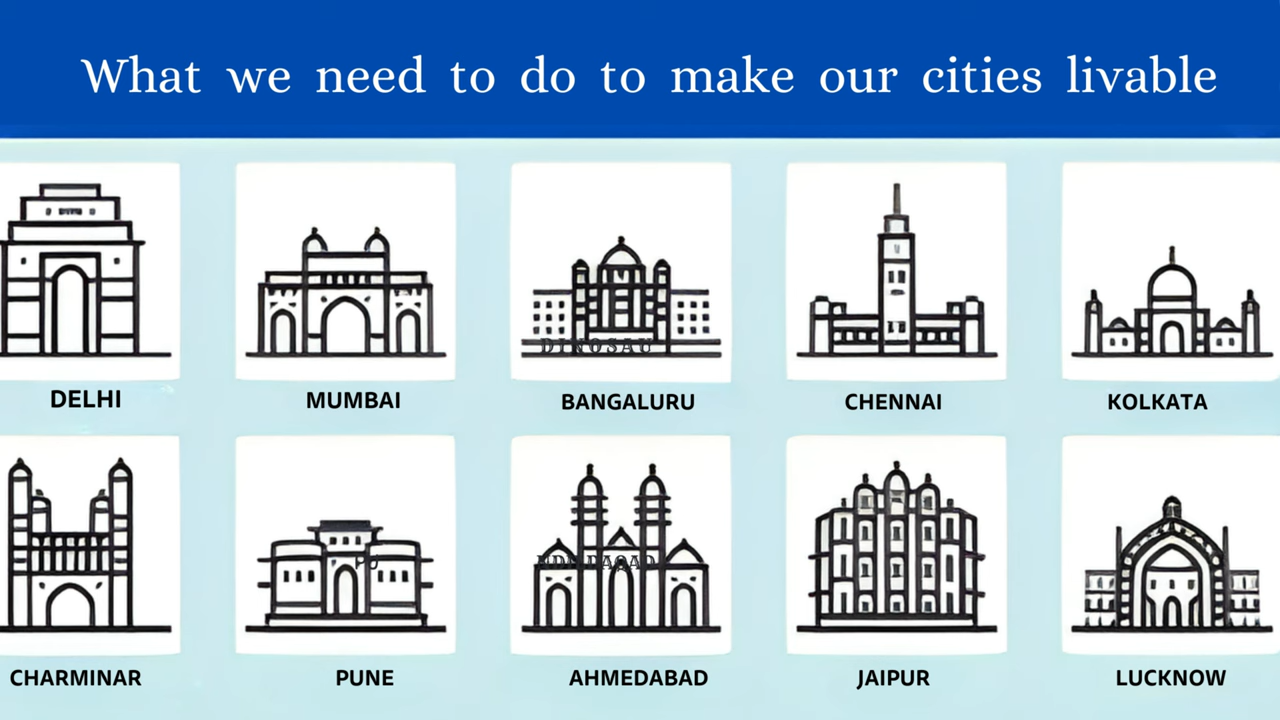 What we need to do to make our cities livable
DINOSAU
DELHI
MUMBAI
BANGALURU
CHENNAI
KOLKATA
CHARMINAR
PUNE
AHMEDABAD
JAIPUR
LUCKNOW